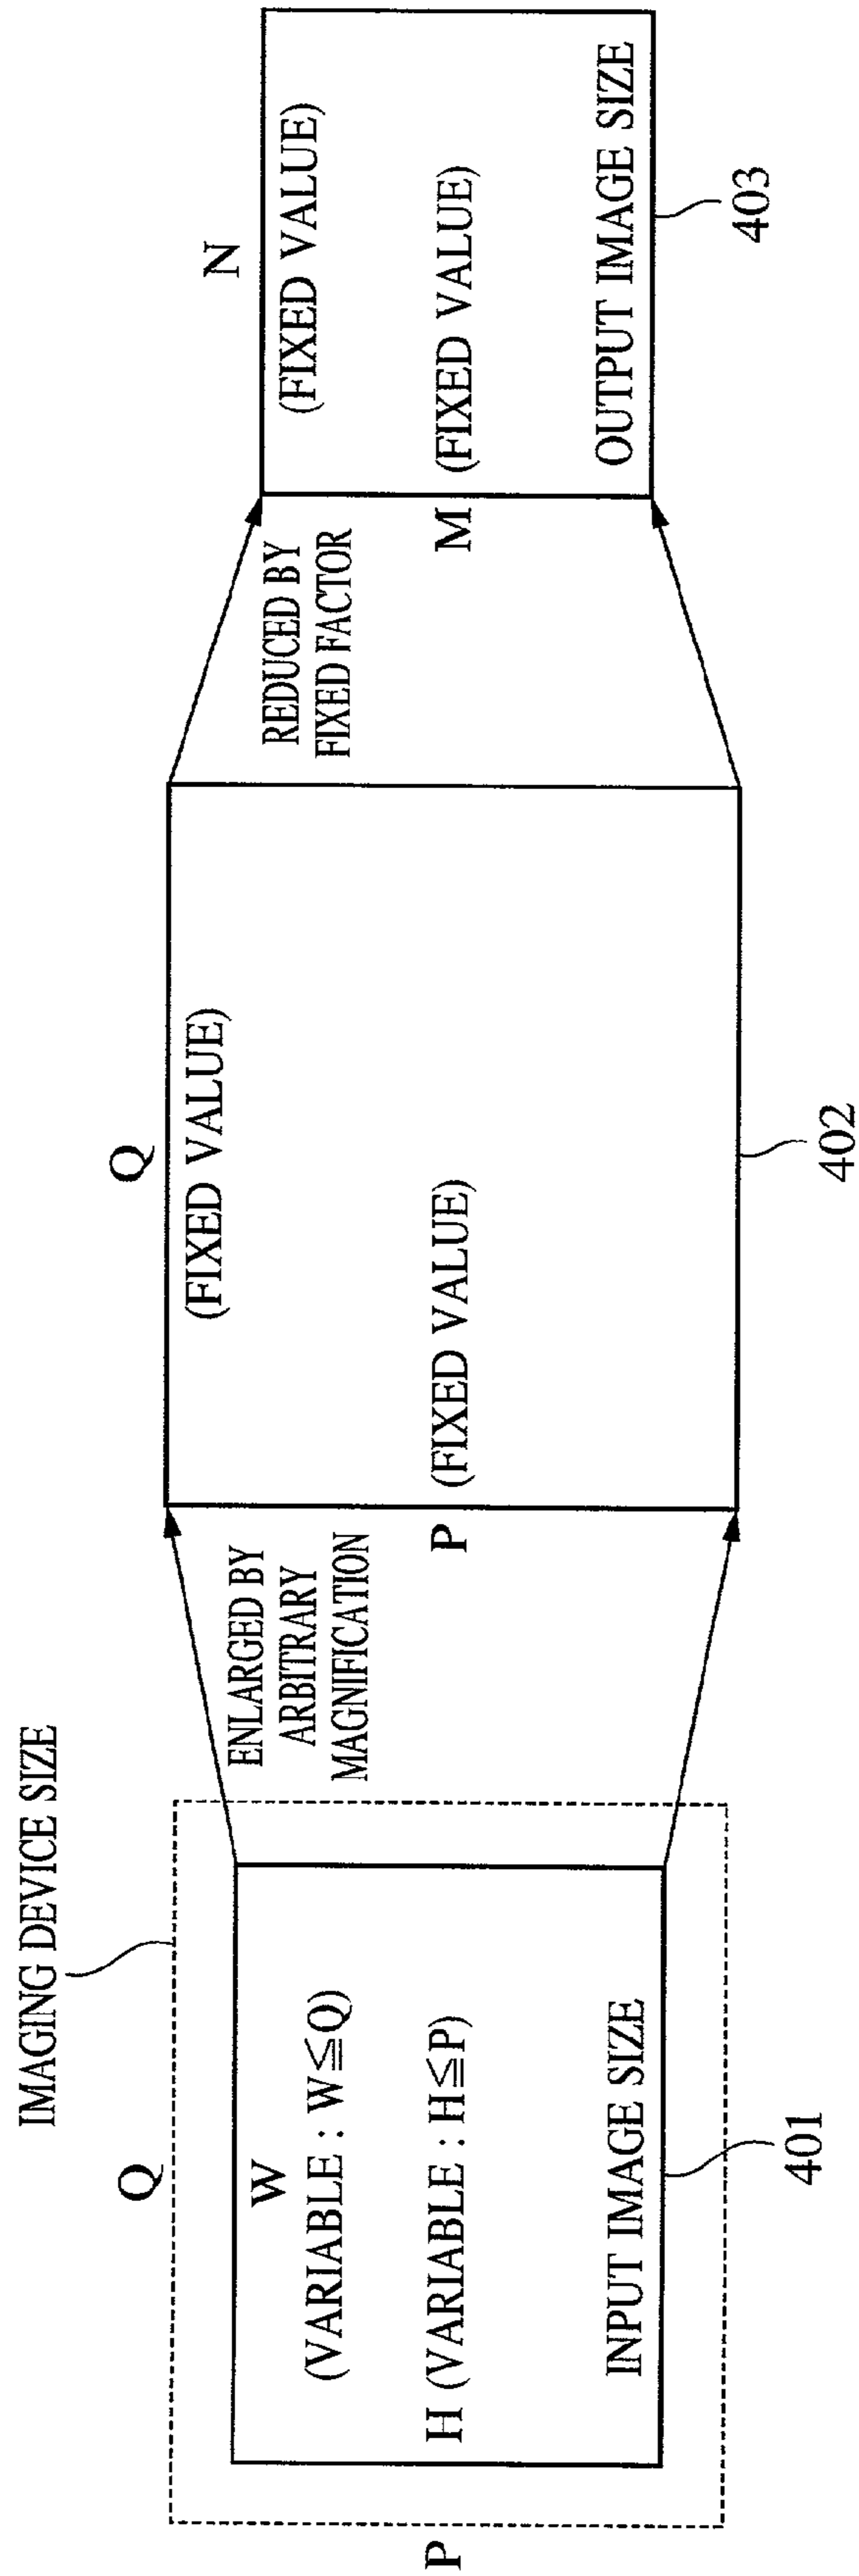 IMAGING DEVICE SIZE
Q
P
W
(VARIABLE : W≦Q)
H (VARIABLE : H≦P)
INPUT IMAGE SIZE
401
ENLARGED BY
ARBITRARY
MAGNIFICATION
Q
(FIXED VALUE)
P (FIXED VALUE)
402
REDUCED BY
FIXED FACTOR
N
(FIXED VALUE)
M (FIXED VALUE)
OUTPUT IMAGE SIZE
403